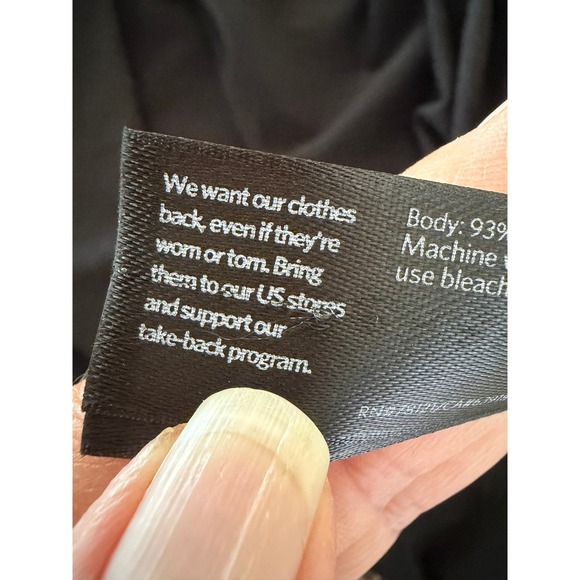 We want our clothes
back, even if they're
worn or torn. Bring
them to our US stores
and support our
take-back program.
Body: 93%
Machine
use bleach